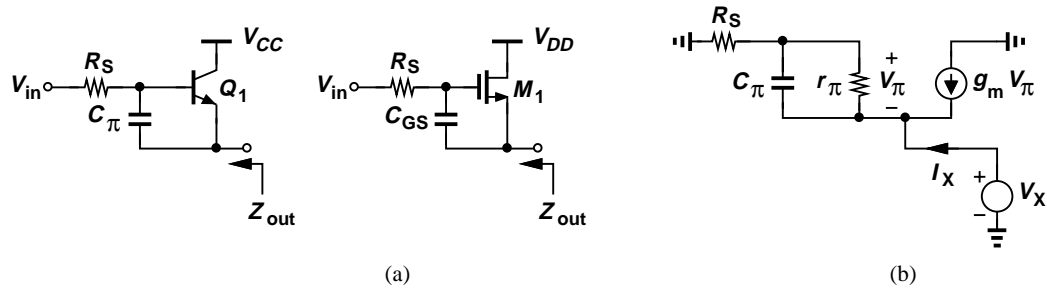 V_CC
R_S
V_in
Q_1
C_π
Z_out
V_DD
R_S
V_in
M_1
C_GS
Z_out
(a)
R_S
C_π
r_π
+
V_π
−
g_m V_π
I_X
+
V_X
−
(b)